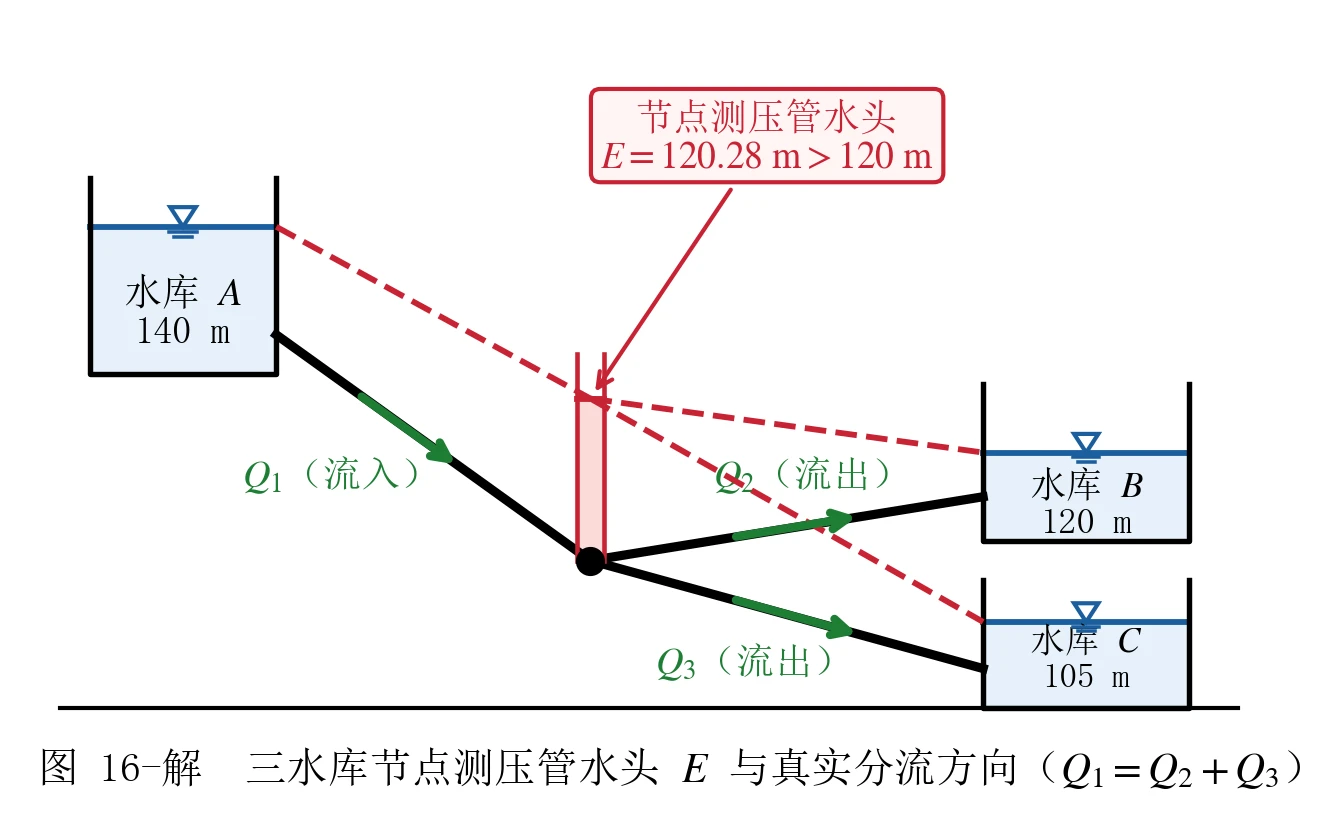 节点测压管水头
E = 120.28 m > 120 m
水库 A
140 m
Q₁（流入）
Q₂（流出）
水库 B
120 m
水库 C
105 m
Q₃（流出）
图 16-解　三水库节点测压管水头 E 与真实分流方向（Q₁ = Q₂ + Q₃）